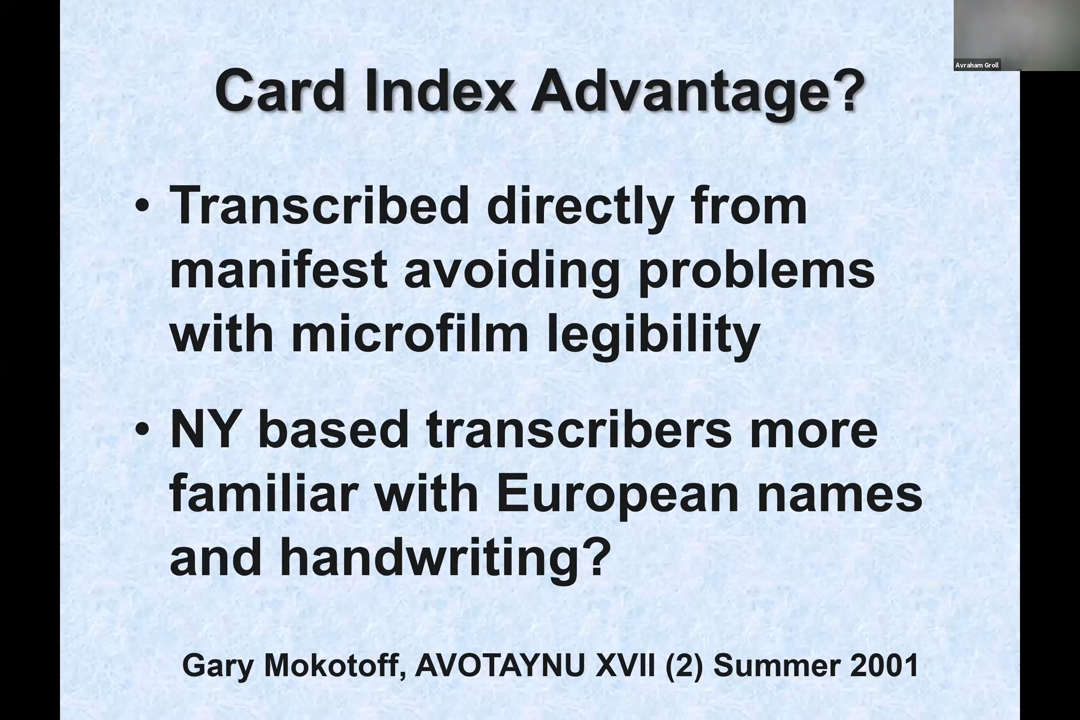 Avraham Groll
Card Index Advantage?
• Transcribed directly from
manifest avoiding problems
with microfilm legibility
• NY based transcribers more
familiar with European names
and handwriting?
Gary Mokotoff, AVOTAYNU XVII (2) Summer 2001